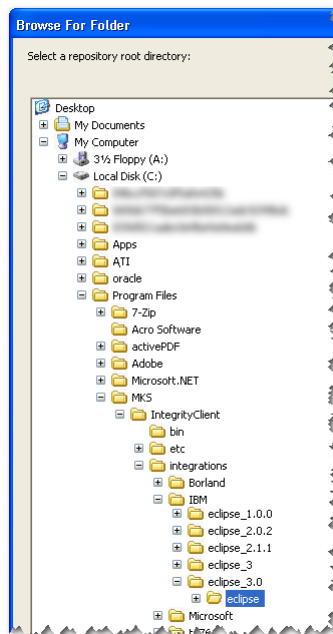 Browse For Folder
Select a repository root directory:
Desktop
My Documents
My Computer
3½ Floppy (A:)
Local Disk (C:)
Apps
ATI
oracle
Program Files
7-Zip
Acro Software
activePDF
Adobe
Microsoft.NET
MKS
IntegrityClient
bin
etc
integrations
Borland
IBM
eclipse_1.0.0
eclipse_2.0.2
eclipse_2.1.1
eclipse_3
eclipse_3.0
eclipse
Microsoft